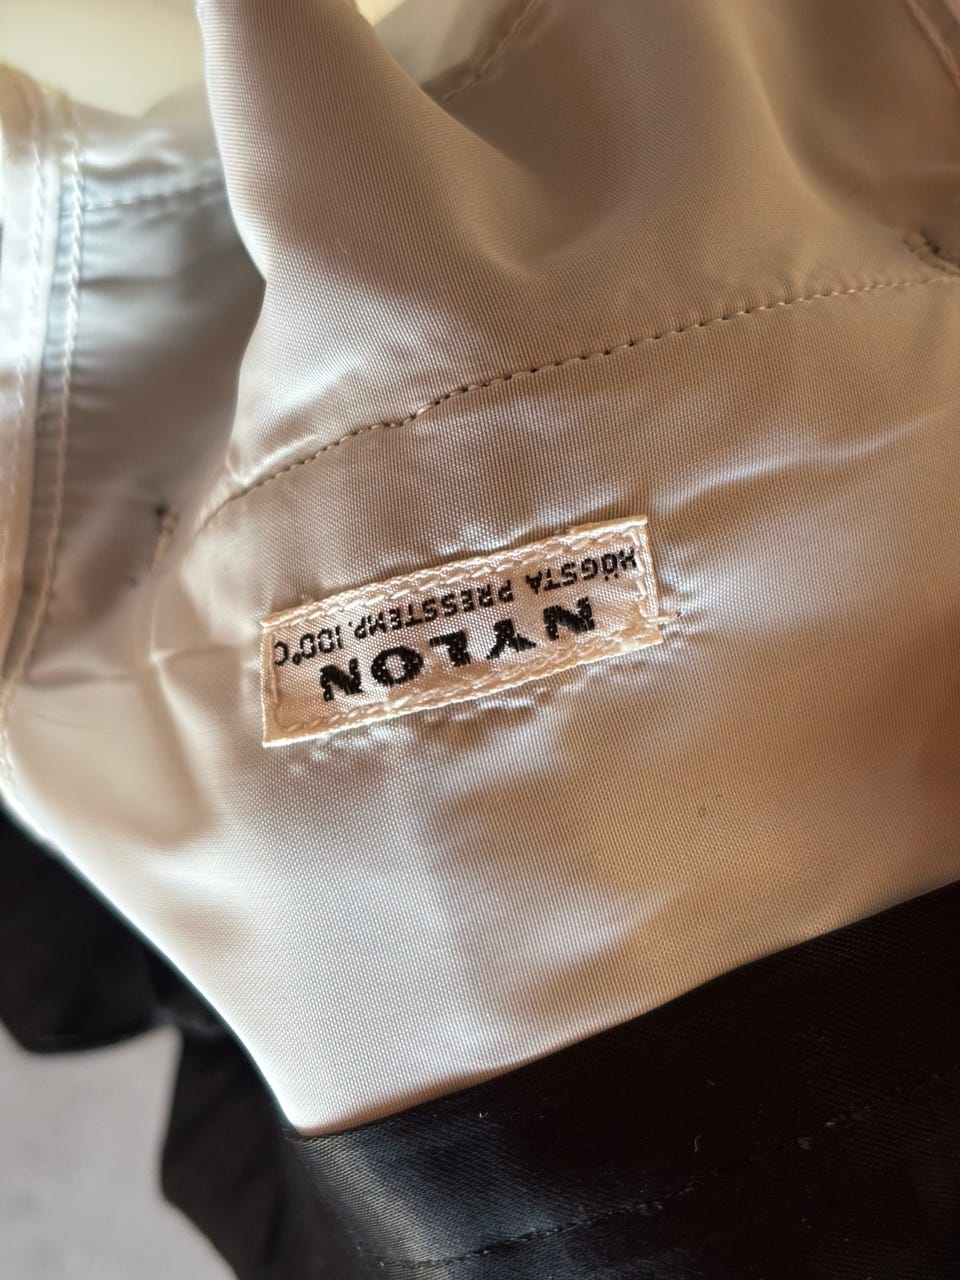 NYLON
HÖGSTA PRESSTEMP. 100°C